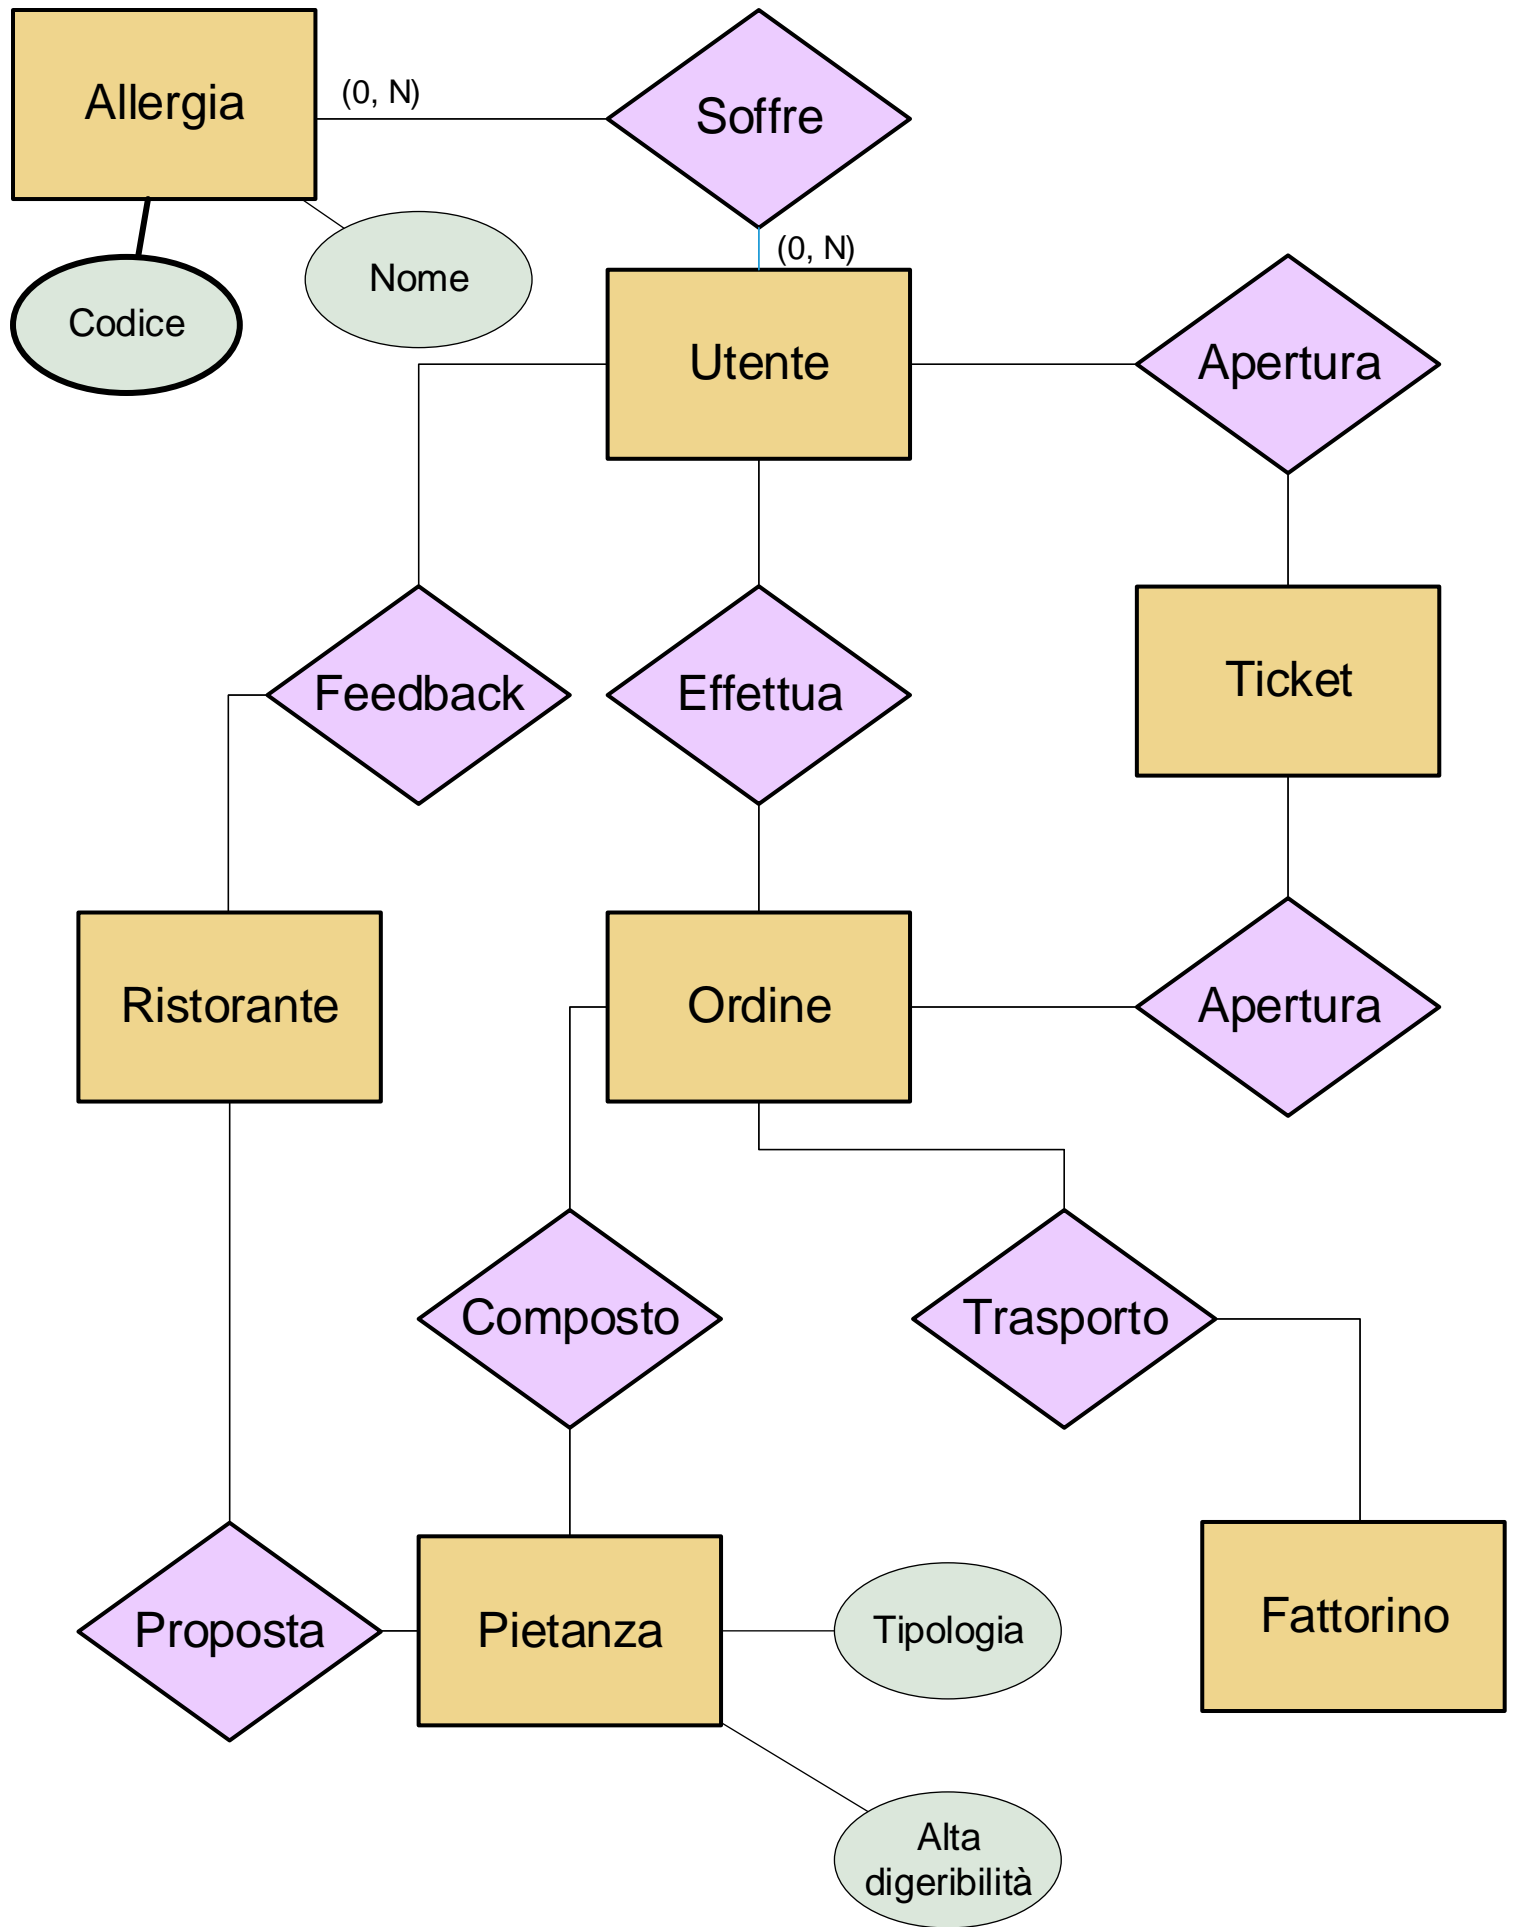 Allergia
(0, N)
Soffre
(0, N)
Nome
Codice
Utente
Apertura
Feedback
Effettua
Ticket
Ristorante
Ordine
Apertura
Composto
Trasporto
Proposta
Pietanza
Tipologia
Fattorino
Alta
digeribilità